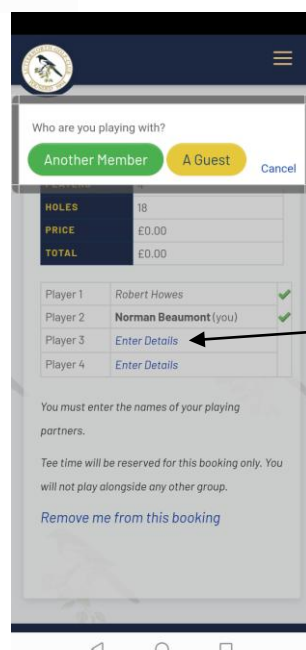 Who are you playing with?
Another Member A Guest Cancel
PLAYERS 4
HOLES 18
PRICE £0.00
TOTAL £0.00
Player 1 Robert Howes
Player 2 Norman Beaumont (you)
Player 3 Enter Details
Player 4 Enter Details
You must enter the names of your playing
partners.
Tee time will be reserved for this booking only. You
will not play alongside any other group.
Remove me from this booking